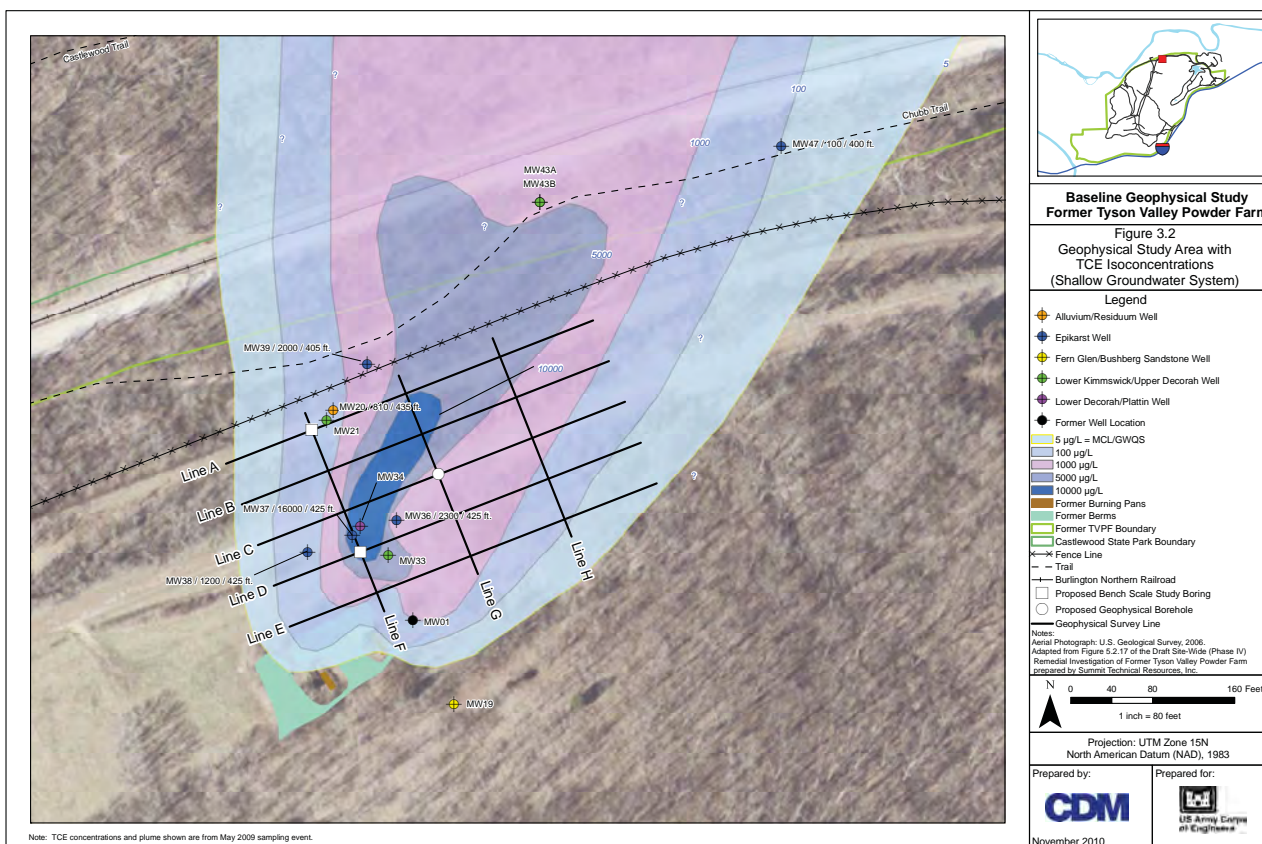 Castlewood Trail
?
5
?
100
Chubb Trail
?
1000
MW47 / 100 / 400 ft.
MW43A
MW43B
?
?
?
?
5000
?
MW39 / 2000 / 405 ft.
10000
MW20 / 810 / 435 ft.
MW21
Line A
MW34
?
Line B
MW37 / 16000 / 425 ft.
MW36 / 2300 / 425 ft.
Line C
MW33
Line H
MW38 / 1200 / 425 ft.
Line D
Line G
Line E
MW01
Line F
MW19
Note: TCE concentrations and plume shown are from May 2009 sampling event.
Baseline Geophysical Study
Former Tyson Valley Powder Farm
Figure 3.2
Geophysical Study Area with
TCE Isoconcentrations
(Shallow Groundwater System)
Legend
Alluvium/Residuum Well
Epikarst Well
Fern Glen/Bushberg Sandstone Well
Lower Kimmswick/Upper Decorah Well
Lower Decorah/Plattin Well
Former Well Location
5 µg/L = MCL/GWQS
100 µg/L
1000 µg/L
5000 µg/L
10000 µg/L
Former Burning Pans
Former Berms
Former TVPF Boundary
Castlewood State Park Boundary
Fence Line
Trail
Burlington Northern Railroad
Proposed Bench Scale Study Boring
Proposed Geophysical Borehole
Geophysical Survey Line
Notes:
Aerial Photograph: U.S. Geological Survey, 2006.
Adapted from Figure 5.2.17 of the Draft Site-Wide (Phase IV)
Remedial Investigation of Former Tyson Valley Powder Farm
prepared by Summit Technical Resources, Inc.
N
0 40 80 160 Feet
1 inch = 80 feet
Projection: UTM Zone 15N
North American Datum (NAD), 1983
Prepared by:
CDM
November 2010
Prepared for:
US Army Corps
of Engineers